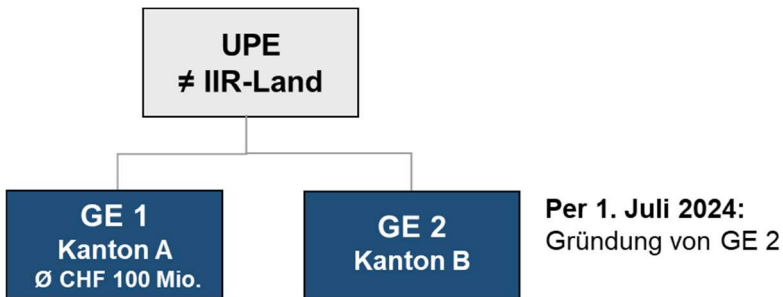 UPE
≠ IIR-Land
GE 1
Kanton A
Ø CHF 100 Mio.
GE 2
Kanton B
Per 1. Juli 2024:
Gründung von GE 2